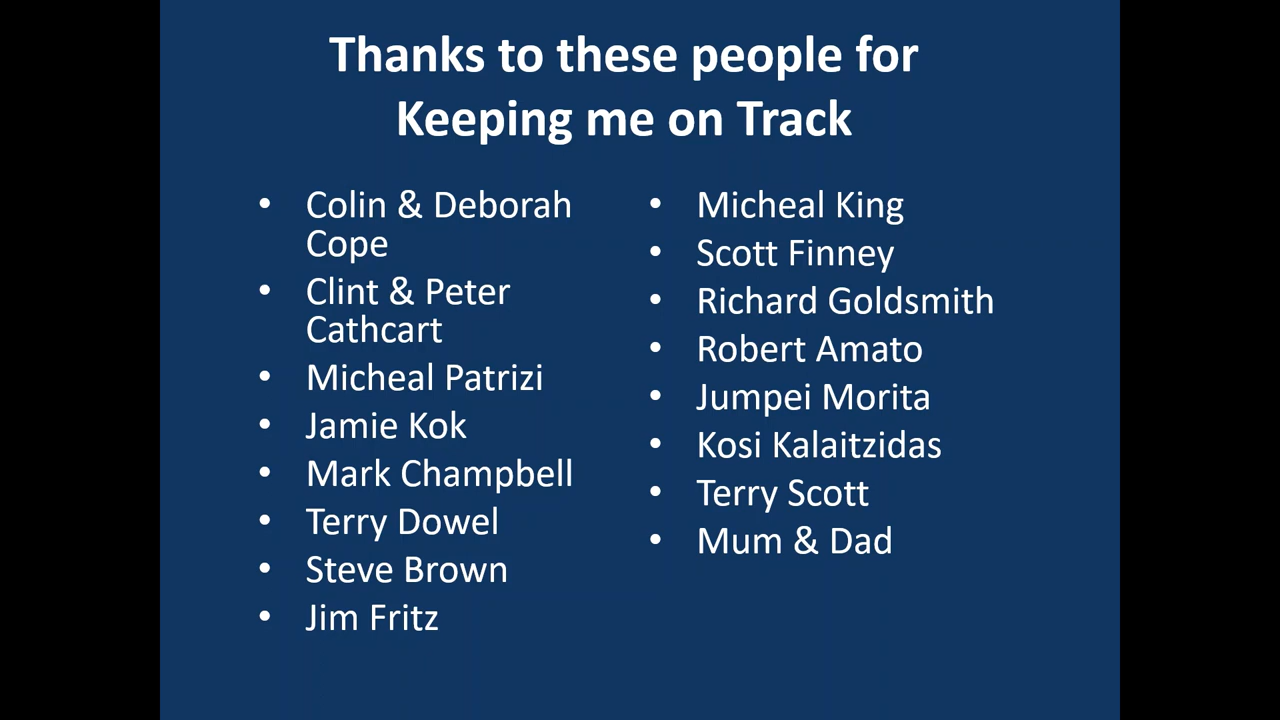 Thanks to these people for
Keeping me on Track
• Colin & Deborah
Cope
• Clint & Peter
Cathcart
• Micheal Patrizi
• Jamie Kok
• Mark Champbell
• Terry Dowel
• Steve Brown
• Jim Fritz
• Micheal King
• Scott Finney
• Richard Goldsmith
• Robert Amato
• Jumpei Morita
• Kosi Kalaitzidas
• Terry Scott
• Mum & Dad